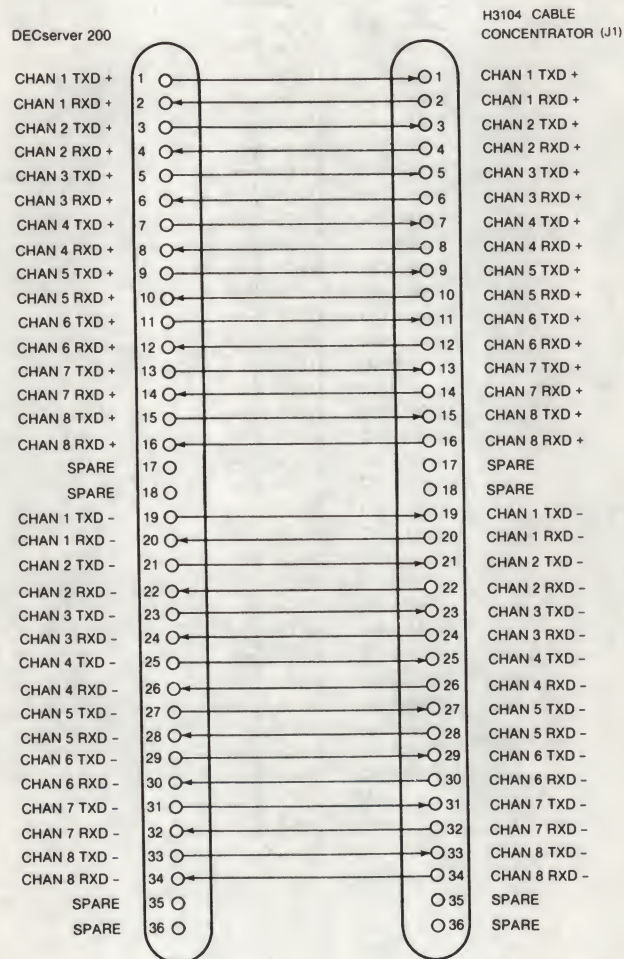 H3104 CABLE
DECserver 200 CONCENTRATOR (J1)
CHAN 1 TXD + 1 1 CHAN 1 TXD +
CHAN 1 RXD + 2 2 CHAN 1 RXD +
CHAN 2 TXD + 3 3 CHAN 2 TXD +
CHAN 2 RXD + 4 4 CHAN 2 RXD +
CHAN 3 TXD + 5 5 CHAN 3 TXD +
CHAN 3 RXD + 6 6 CHAN 3 RXD +
CHAN 4 TXD + 7 7 CHAN 4 TXD +
CHAN 4 RXD + 8 8 CHAN 4 RXD +
CHAN 5 TXD + 9 9 CHAN 5 TXD +
CHAN 5 RXD + 10 10 CHAN 5 RXD +
CHAN 6 TXD + 11 11 CHAN 6 TXD +
CHAN 6 RXD + 12 12 CHAN 6 RXD +
CHAN 7 TXD + 13 13 CHAN 7 TXD +
CHAN 7 RXD + 14 14 CHAN 7 RXD +
CHAN 8 TXD + 15 15 CHAN 8 TXD +
CHAN 8 RXD + 16 16 CHAN 8 RXD +
SPARE 17 17 SPARE
SPARE 18 18 SPARE
CHAN 1 TXD - 19 19 CHAN 1 TXD -
CHAN 1 RXD - 20 20 CHAN 1 RXD -
CHAN 2 TXD - 21 21 CHAN 2 TXD -
CHAN 2 RXD - 22 22 CHAN 2 RXD -
CHAN 3 TXD - 23 23 CHAN 3 TXD -
CHAN 3 RXD - 24 24 CHAN 3 RXD -
CHAN 4 TXD - 25 25 CHAN 4 TXD -
CHAN 4 RXD - 26 26 CHAN 4 RXD -
CHAN 5 TXD - 27 27 CHAN 5 TXD -
CHAN 5 RXD - 28 28 CHAN 5 RXD -
CHAN 6 TXD - 29 29 CHAN 6 TXD -
CHAN 6 RXD - 30 30 CHAN 6 RXD -
CHAN 7 TXD - 31 31 CHAN 7 TXD -
CHAN 7 RXD - 32 32 CHAN 7 RXD -
CHAN 8 TXD - 33 33 CHAN 8 TXD -
CHAN 8 RXD - 34 34 CHAN 8 RXD -
SPARE 35 35 SPARE
SPARE 36 36 SPARE